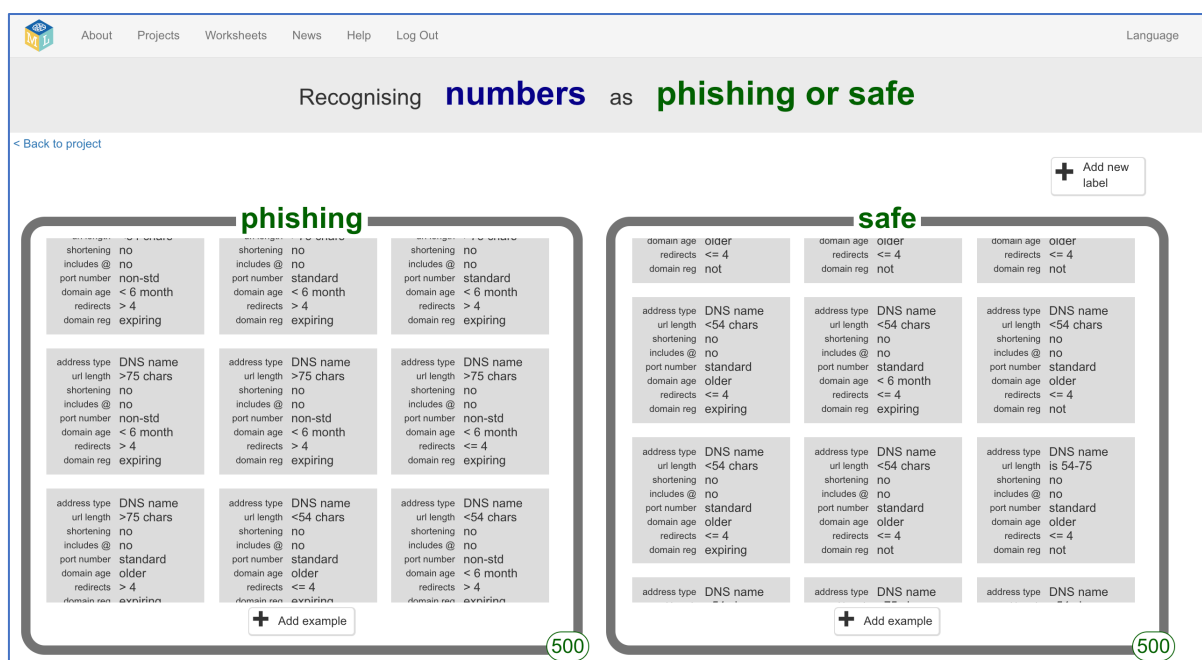 About Projects Worksheets News Help Log Out Language
Recognising numbers as phishing or safe
< Back to project
Add new
label
phishing
shortening no shortening no shortening no
includes @ no includes @ no includes @ no
port number non-std port number standard port number standard
domain age < 6 month domain age < 6 month domain age < 6 month
redirects > 4 redirects > 4 redirects > 4
domain reg expiring domain reg expiring domain reg expiring
address type DNS name address type DNS name address type DNS name
url length >75 chars url length >75 chars url length >75 chars
shortening no shortening no shortening no
includes @ no includes @ no includes @ no
port number non-std port number non-std port number non-std
domain age < 6 month domain age < 6 month domain age < 6 month
redirects > 4 redirects > 4 redirects <= 4
domain reg expiring domain reg expiring domain reg expiring
address type DNS name address type DNS name address type DNS name
url length >75 chars url length <54 chars url length <54 chars
shortening no shortening no shortening no
includes @ no includes @ no includes @ no
port number standard port number standard port number non-std
domain age older domain age older domain age < 6 month
redirects > 4 redirects <= 4 redirects > 4
domain reg expiring domain reg expiring domain reg expiring
Add example
500
safe
domain age older domain age older domain age older
redirects <= 4 redirects <= 4 redirects <= 4
domain reg not domain reg not domain reg not
address type DNS name address type DNS name address type DNS name
url length <54 chars url length <54 chars url length <54 chars
shortening no shortening no shortening no
includes @ no includes @ no includes @ no
port number standard port number standard port number standard
domain age older domain age < 6 month domain age older
redirects <= 4 redirects <= 4 redirects <= 4
domain reg expiring domain reg expiring domain reg not
address type DNS name address type DNS name address type DNS name
url length <54 chars url length <54 chars url length is 54-75
shortening no shortening no shortening no
includes @ no includes @ no includes @ no
port number standard port number standard port number standard
domain age older domain age older domain age older
redirects <= 4 redirects <= 4 redirects <= 4
domain reg expiring domain reg not domain reg not
address type DNS name address type DNS name address type DNS name
Add example
500